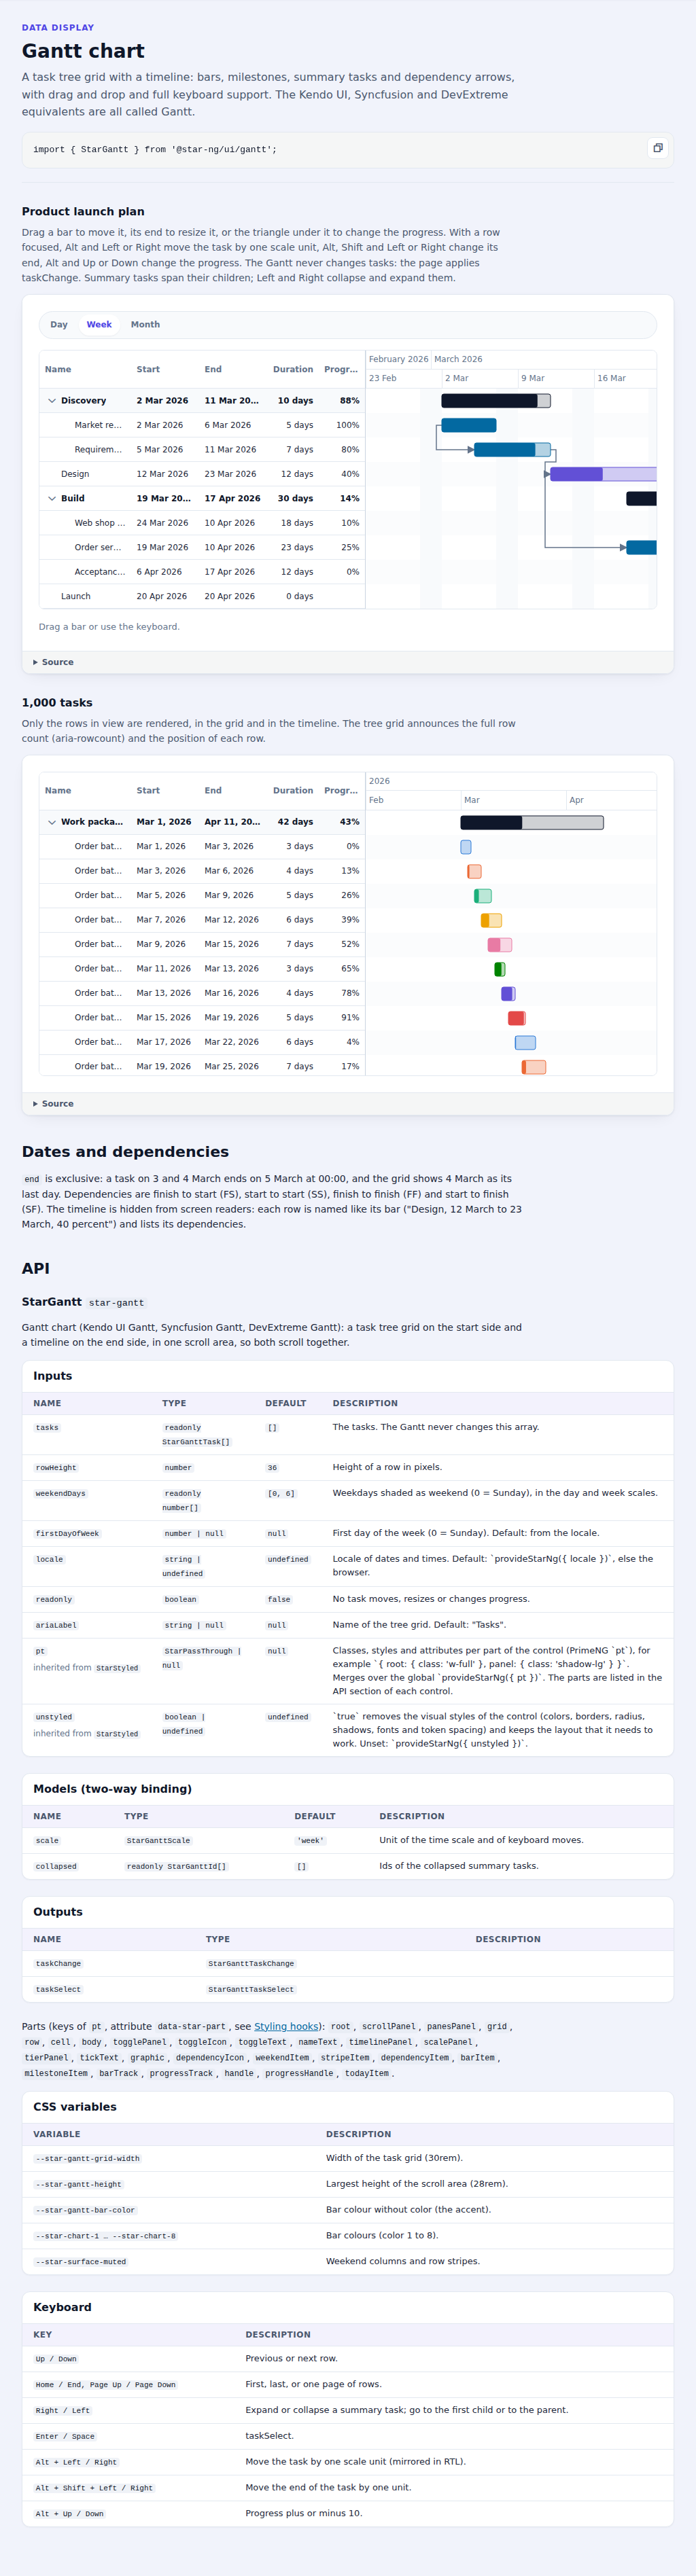 DATA DISPLAY
Gantt chart
A task tree grid with a timeline: bars, milestones, summary tasks and dependency arrows,
with drag and drop and full keyboard support. The Kendo UI, Syncfusion and DevExtreme
equivalents are all called Gantt.
import { StarGantt } from '@star-ng/ui/gantt';
Product launch plan
Drag a bar to move it, its end to resize it, or the triangle under it to change the progress. With a row
focused, Alt and Left or Right move the task by one scale unit, Alt, Shift and Left or Right change its
end, Alt and Up or Down change the progress. The Gantt never changes tasks: the page applies
taskChange. Summary tasks span their children; Left and Right collapse and expand them.
Day Week Month
Name Start End Duration Progr… February 2026 March 2026
23 Feb 2 Mar 9 Mar 16 Mar
Discovery 2 Mar 2026 11 Mar 20… 10 days 88%
Market re… 2 Mar 2026 6 Mar 2026 5 days 100%
Requirem… 5 Mar 2026 11 Mar 2026 7 days 80%
Design 12 Mar 2026 23 Mar 2026 12 days 40%
Build 19 Mar 20… 17 Apr 2026 30 days 14%
Web shop … 24 Mar 2026 10 Apr 2026 18 days 10%
Order ser… 19 Mar 2026 10 Apr 2026 23 days 25%
Acceptanc… 6 Apr 2026 17 Apr 2026 12 days 0%
Launch 20 Apr 2026 20 Apr 2026 0 days
Drag a bar or use the keyboard.
Source
1,000 tasks
Only the rows in view are rendered, in the grid and in the timeline. The tree grid announces the full row
count (aria-rowcount) and the position of each row.
Name Start End Duration Progr… 2026
Feb Mar Apr
Work packa… Mar 1, 2026 Apr 11, 20… 42 days 43%
Order bat… Mar 1, 2026 Mar 3, 2026 3 days 0%
Order bat… Mar 3, 2026 Mar 6, 2026 4 days 13%
Order bat… Mar 5, 2026 Mar 9, 2026 5 days 26%
Order bat… Mar 7, 2026 Mar 12, 2026 6 days 39%
Order bat… Mar 9, 2026 Mar 15, 2026 7 days 52%
Order bat… Mar 11, 2026 Mar 13, 2026 3 days 65%
Order bat… Mar 13, 2026 Mar 16, 2026 4 days 78%
Order bat… Mar 15, 2026 Mar 19, 2026 5 days 91%
Order bat… Mar 17, 2026 Mar 22, 2026 6 days 4%
Order bat… Mar 19, 2026 Mar 25, 2026 7 days 17%
Source
Dates and dependencies
end is exclusive: a task on 3 and 4 March ends on 5 March at 00:00, and the grid shows 4 March as its
last day. Dependencies are finish to start (FS), start to start (SS), finish to finish (FF) and start to finish
(SF). The timeline is hidden from screen readers: each row is named like its bar ("Design, 12 March to 23
March, 40 percent") and lists its dependencies.
API
StarGantt star-gantt
Gantt chart (Kendo UI Gantt, Syncfusion Gantt, DevExtreme Gantt): a task tree grid on the start side and
a timeline on the end side, in one scroll area, so both scroll together.
Inputs
NAME TYPE DEFAULT DESCRIPTION
tasks readonly StarGanttTask[] [] The tasks. The Gantt never changes this array.
rowHeight number 36 Height of a row in pixels.
weekendDays readonly number[] [0, 6] Weekdays shaded as weekend (0 = Sunday), in the day and week scales.
firstDayOfWeek number | null null First day of the week (0 = Sunday). Default: from the locale.
locale string | undefined undefined Locale of dates and times. Default: `provideStarNg({ locale })`, else the
browser.
readonly boolean false No task moves, resizes or changes progress.
ariaLabel string | null null Name of the tree grid. Default: "Tasks".
pt StarPassThrough | null null Classes, styles and attributes per part of the control (PrimeNG `pt`), for
inherited from StarStyled example `{ root: { class: 'w-full' }, panel: { class: 'shadow-lg' } }`.
Merges over the global `provideStarNg({ pt })`. The parts are listed in the
API section of each control.
unstyled boolean | undefined undefined `true` removes the visual styles of the control (colors, borders, radius,
inherited from StarStyled shadows, fonts and token spacing) and keeps the layout that it needs to
work. Unset: `provideStarNg({ unstyled })`.
Models (two-way binding)
NAME TYPE DEFAULT DESCRIPTION
scale StarGanttScale 'week' Unit of the time scale and of keyboard moves.
collapsed readonly StarGanttId[] [] Ids of the collapsed summary tasks.
Outputs
NAME TYPE DESCRIPTION
taskChange StarGanttTaskChange
taskSelect StarGanttTaskSelect
Parts (keys of pt, attribute data-star-part, see Styling hooks): root, scrollPanel, panesPanel, grid,
row, cell, body, togglePanel, toggleIcon, toggleText, nameText, timelinePanel, scalePanel,
tierPanel, tickText, graphic, dependencyIcon, weekendItem, stripeItem, dependencyItem, barItem,
milestoneItem, barTrack, progressTrack, handle, progressHandle, todayItem.
CSS variables
VARIABLE DESCRIPTION
--star-gantt-grid-width Width of the task grid (30rem).
--star-gantt-height Largest height of the scroll area (28rem).
--star-gantt-bar-color Bar colour without color (the accent).
--star-chart-1 … --star-chart-8 Bar colours (color 1 to 8).
--star-surface-muted Weekend columns and row stripes.
Keyboard
KEY DESCRIPTION
Up / Down Previous or next row.
Home / End, Page Up / Page Down First, last, or one page of rows.
Right / Left Expand or collapse a summary task; go to the first child or to the parent.
Enter / Space taskSelect.
Alt + Left / Right Move the task by one scale unit (mirrored in RTL).
Alt + Shift + Left / Right Move the end of the task by one unit.
Alt + Up / Down Progress plus or minus 10.